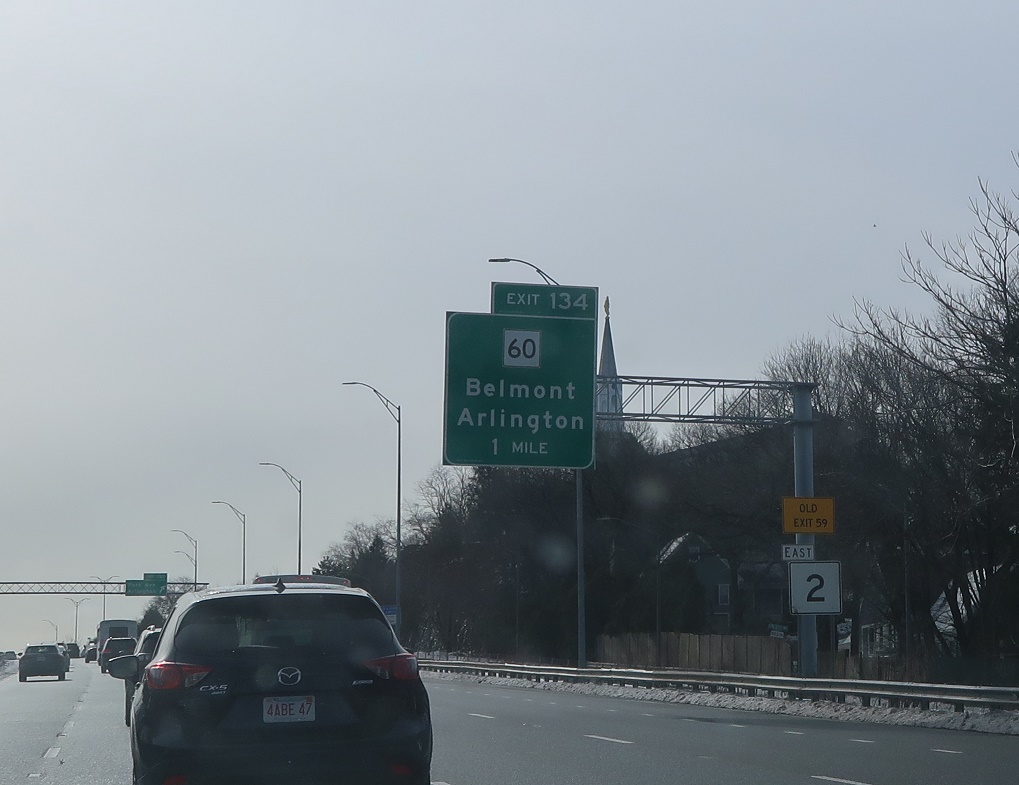 EXIT 134
60
Belmont
Arlington
1 MILE
OLD
EXIT 59
EAST
2
CX-5
4ABE 47